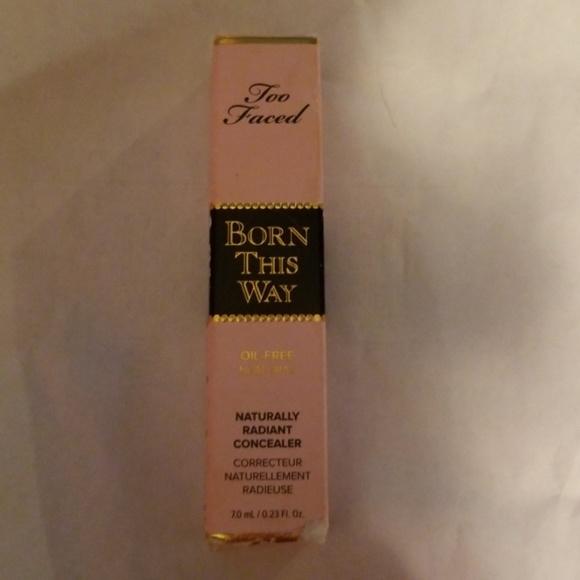 Too
Faced
BORN
THIS
WAY
OIL-FREE
NATURALLY
RADIANT
CONCEALER
CORRECTEUR
NATURELLEMENT
RADIEUSE
7.0 mL / 0.23 Fl. Oz.